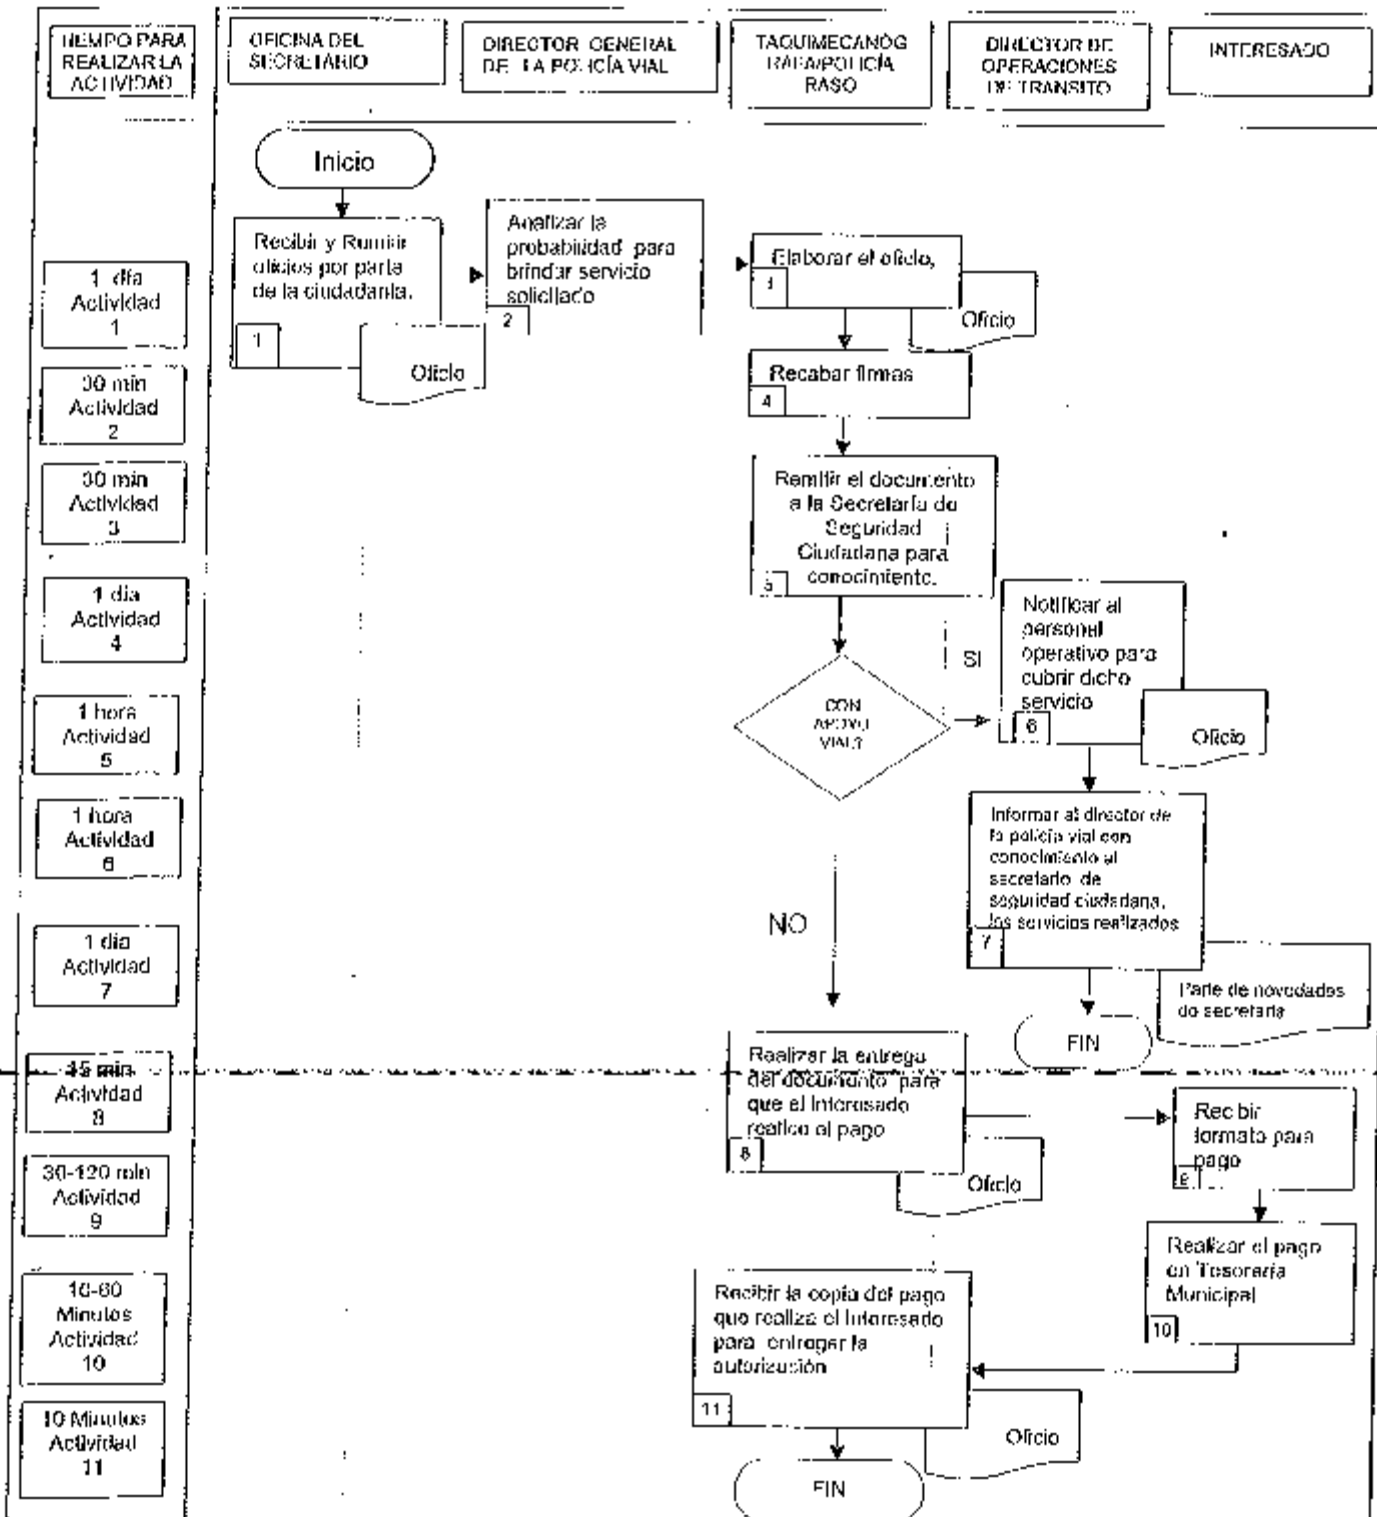 TIEMPO PARA
REALIZAR LA
ACTIVIDAD
OFICINA DEL
SECRETARIO
DIRECTOR GENERAL
DE LA POLICÍA VIAL
TAQUIMECANÓG
RAFA/POLICÍA
RASO
DIRECTOR DE
OPERACIONES
DE TRANSITO
INTERESADO
Inicio
Recibir y Remitir
oficios por parte
de la ciudadanía.
1
Oficio
Analizar la
probabilidad para
brindar servicio
solicitado
2
Elaborar el oficio,
3
Oficio
Recabar firmas
4
Remitir el documento
a la Secretaría de
Seguridad
Ciudadana para
conocimiento.
5
CON
APOYO
VIAL?
SI
Notificar al
personal
operativo para
cubrir dicho
servicio
6
Oficio
Informar al director de
la policía vial con
conocimiento al
secretario de
seguridad ciudadana,
los servicios realizados
7
Parte de novedades
de secretaria
FIN
NO
Realizar la entrega
del documento para
que el Interesado
realice el pago
8
Oficio
Recibir
formato para
pago
9
Realizar el pago
en Tesorería
Municipal
10
Recibir la copia del pago
que realiza el Interesado
para entregar la
autorización
11
Oficio
FIN
1 día
Actividad
1
30 min
Actividad
2
30 min
Actividad
3
1 día
Actividad
4
1 hora
Actividad
5
1 hora
Actividad
6
1 día
Actividad
7
15 min
Actividad
8
30-120 min
Actividad
9
10-60
Minutos
Actividad
10
10 Minutos
Actividad
11